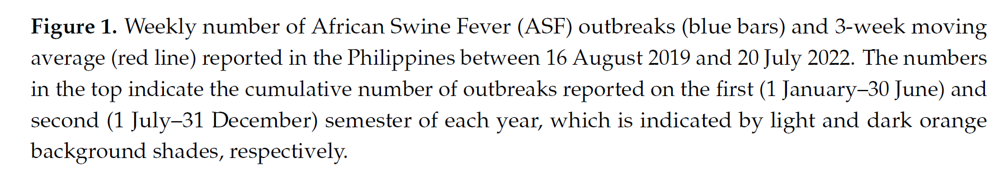 Figure 1. Weekly number of African Swine Fever (ASF) outbreaks (blue bars) and 3-week moving
average (red line) reported in the Philippines between 16 August 2019 and 20 July 2022. The numbers
in the top indicate the cumulative number of outbreaks reported on the first (1 January–30 June) and
second (1 July–31 December) semester of each year, which is indicated by light and dark orange
background shades, respectively.